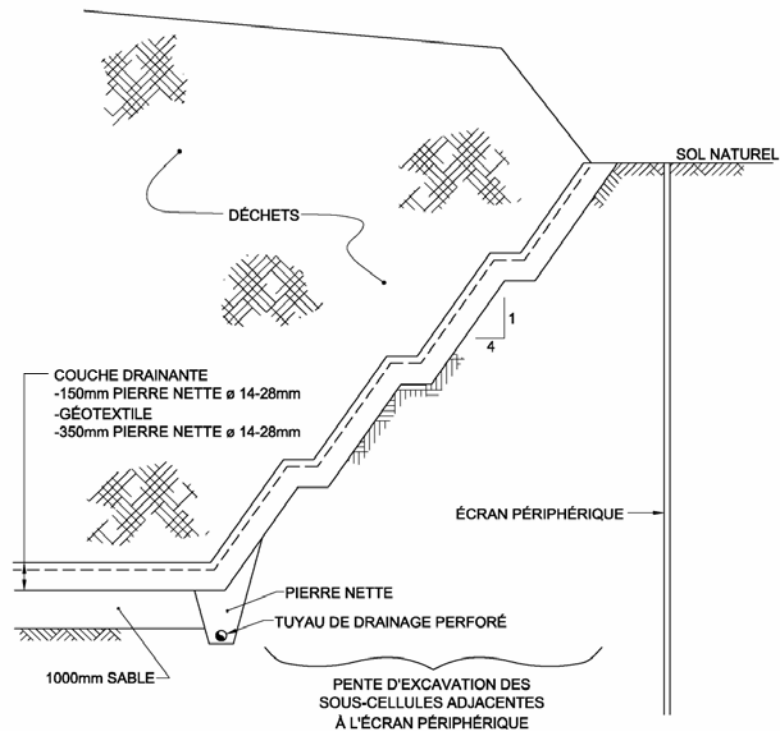 SOL NATUREL
DÉCHETS
1
4
COUCHE DRAINANTE
-150mm PIERRE NETTE ø 14-28mm
-GÉOTEXTILE
-350mm PIERRE NETTE ø 14-28mm
ÉCRAN PÉRIPHÉRIQUE
PIERRE NETTE
TUYAU DE DRAINAGE PERFORÉ
1000mm SABLE
PENTE D'EXCAVATION DES
SOUS-CELLULES ADJACENTES
À L'ÉCRAN PÉRIPHÉRIQUE